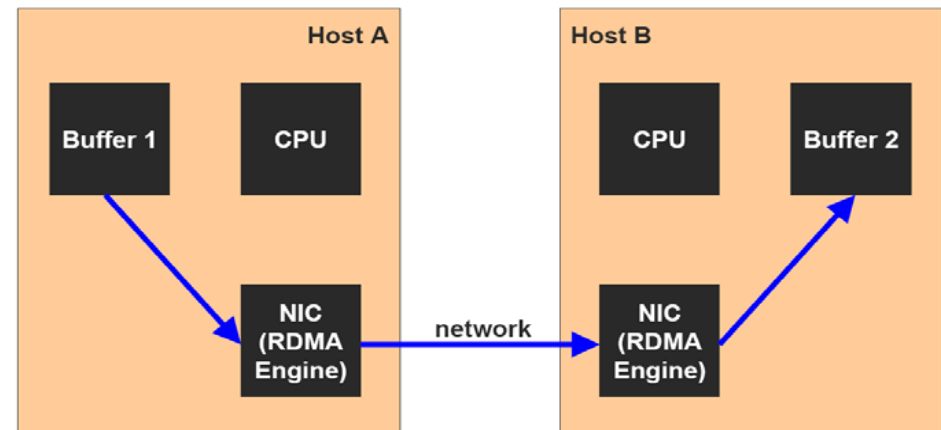 Host A
Host B
Buffer 1
CPU
CPU
Buffer 2
NIC
(RDMA
Engine)
network
NIC
(RDMA
Engine)